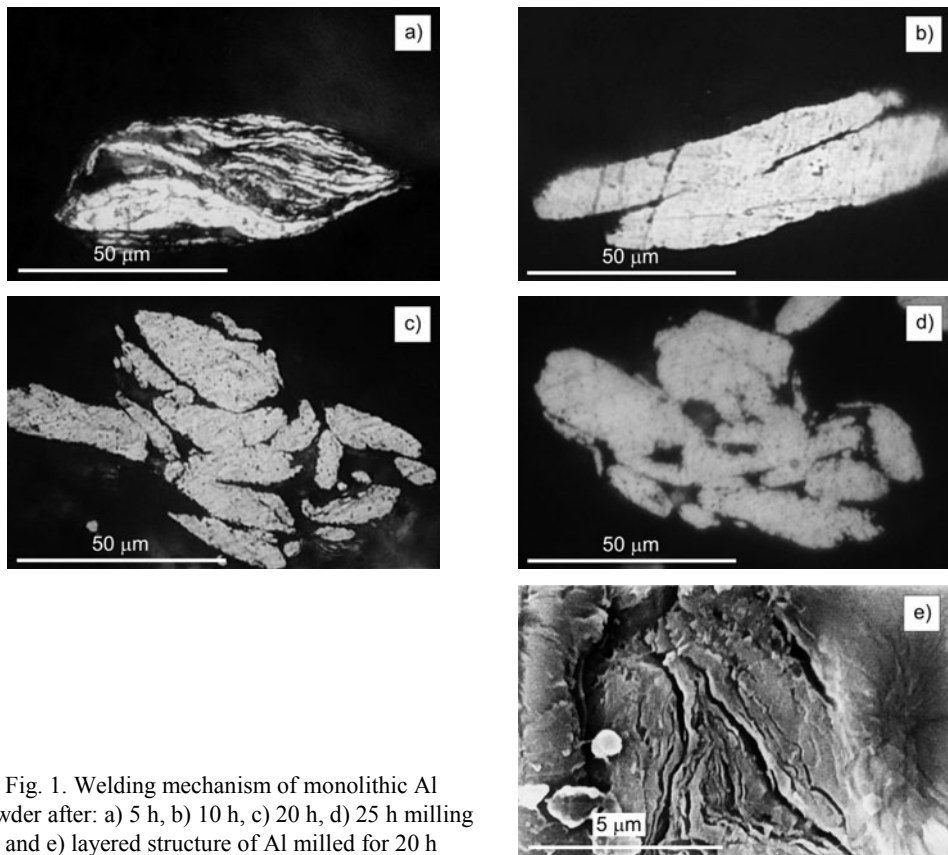 a)
b)
50 μm
50 μm
c)
d)
50 μm
50 μm
e)
5 μm
Fig. 1. Welding mechanism of monolithic Al
wder after: a) 5 h, b) 10 h, c) 20 h, d) 25 h milling
and e) layered structure of Al milled for 20 h